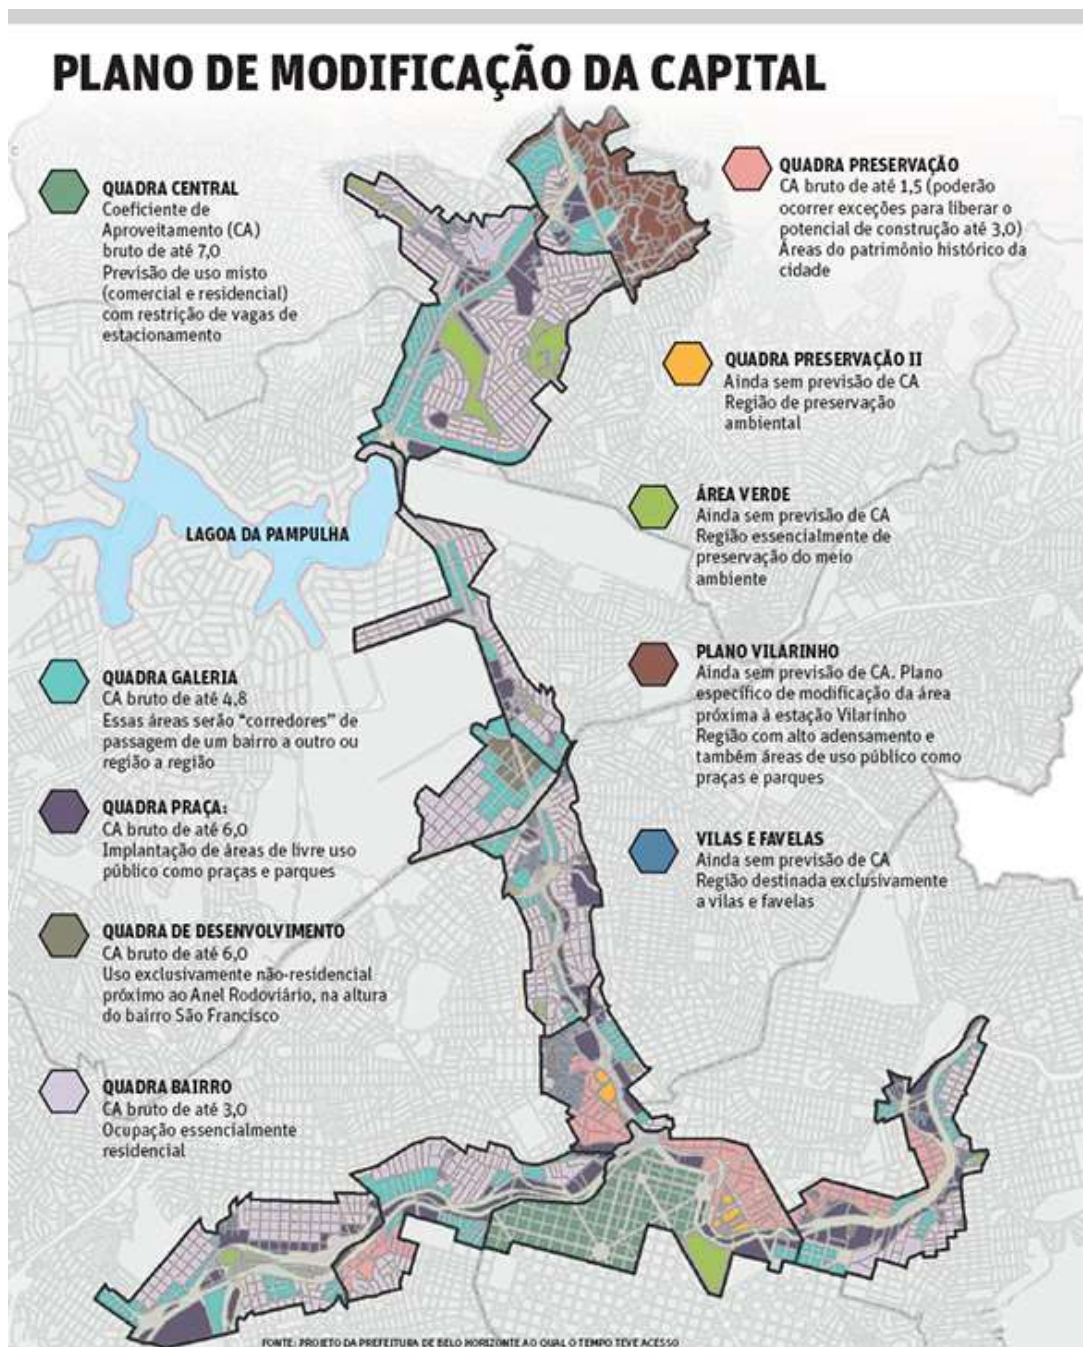 PLANO DE MODIFICAÇÃO DA CAPITAL
QUADRA CENTRAL
Coeficiente de
Aproveitamento (CA)
bruto de até 7,0
Previsão de uso misto
(comercial e residencial)
com restrição de vagas de
estacionamento
QUADRA PRESERVAÇÃO
CA bruto de até 1,5 (poderão
ocorrer exceções para liberar o
potencial de construção até 3,0)
Áreas do patrimônio histórico da
cidade
QUADRA PRESERVAÇÃO II
Ainda sem previsão de CA
Região de preservação
ambiental
ÁREA VERDE
Ainda sem previsão de CA
Região essencialmente de
preservação do meio
ambiente
LAGOA DA PAMPULHA
PLANO VILARINHO
Ainda sem previsão de CA. Plano
específico de modificação da área
próxima à estação Vilarinho
Região com alto adensamento e
também áreas de uso público como
praças e parques
QUADRA GALERIA
CA bruto de até 4,8
Essas áreas serão "corredores" de
passagem de um bairro a outro ou
região a região
QUADRA PRAÇA:
CA bruto de até 6,0
Implantação de áreas de livre uso
público como praças e parques
VILAS E FAVELAS
Ainda sem previsão de CA
Região destinada exclusivamente
a vilas e favelas
QUADRA DE DESENVOLVIMENTO
CA bruto de até 6,0
Uso exclusivamente não-residencial
próximo ao Anel Rodoviário, na altura
do bairro São Francisco
QUADRA BAIRRO
CA bruto de até 3,0
Ocupação essencialmente
residencial
FONTE: PROJETO DA PREFEITURA DE BELO HORIZONTE AO QUAL O TEMPO TEVE ACESSO